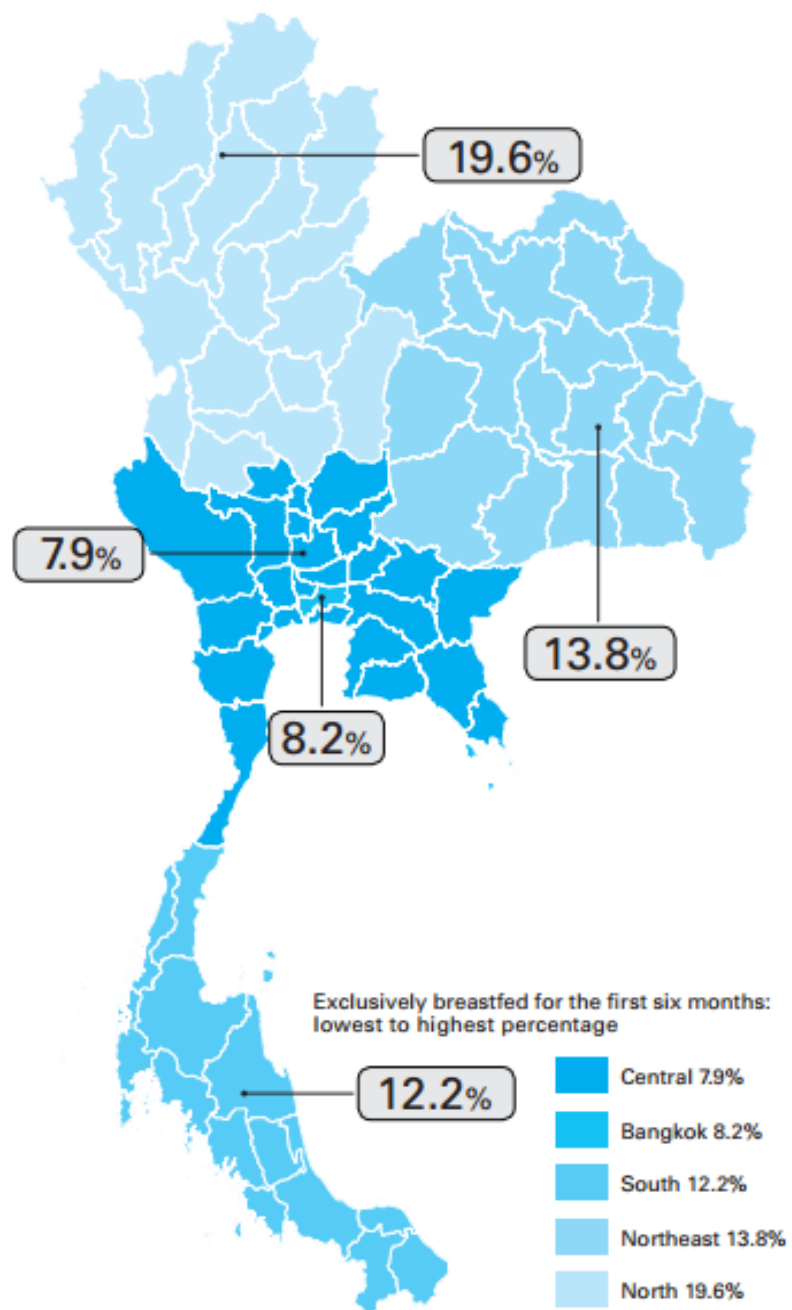 19.6%
7.9%
13.8%
8.2%
Exclusively breastfed for the first six months:
lowest to highest percentage
12.2%
Central 7.9%
Bangkok 8.2%
South 12.2%
Northeast 13.8%
North 19.6%